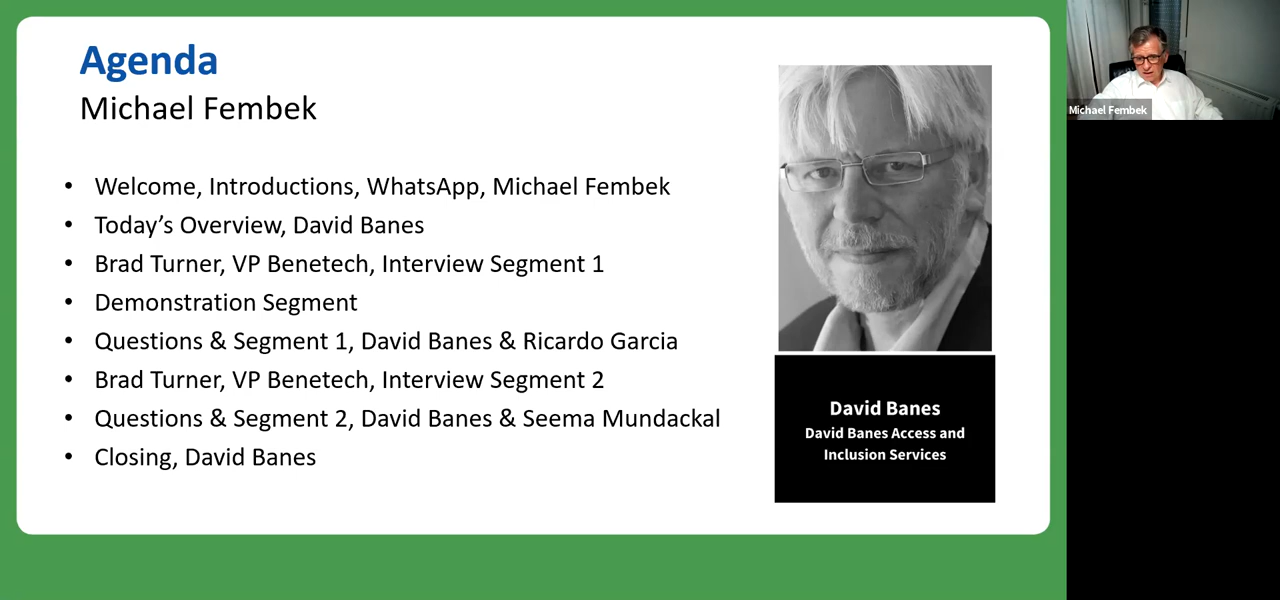 Agenda
Michael Fembek
• Welcome, Introductions, WhatsApp, Michael Fembek
• Today’s Overview, David Banes
• Brad Turner, VP Benetech, Interview Segment 1
• Demonstration Segment
• Questions & Segment 1, David Banes & Ricardo Garcia
• Brad Turner, VP Benetech, Interview Segment 2
• Questions & Segment 2, David Banes & Seema Mundackal
• Closing, David Banes
David Banes
David Banes Access and
Inclusion Services
Michael Fembek